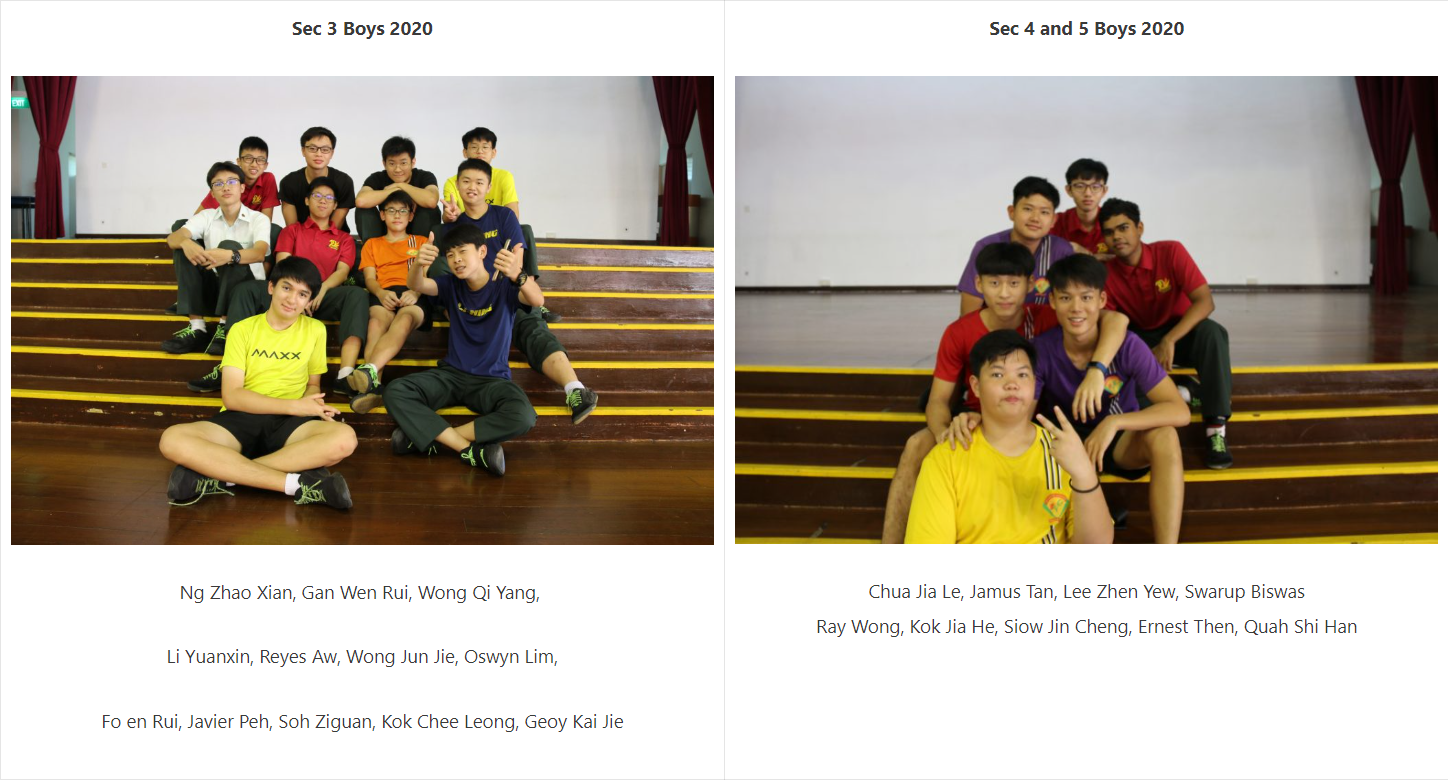 Sec 3 Boys 2020
EXIT
MAXX
Ng Zhao Xian, Gan Wen Rui, Wong Qi Yang,
Li Yuanxin, Reyes Aw, Wong Jun Jie, Oswyn Lim,
Fo en Rui, Javier Peh, Soh Ziguan, Kok Chee Leong, Geoy Kai Jie
Sec 4 and 5 Boys 2020
Chua Jia Le, Jamus Tan, Lee Zhen Yew, Swarup Biswas
Ray Wong, Kok Jia He, Siow Jin Cheng, Ernest Then, Quah Shi Han